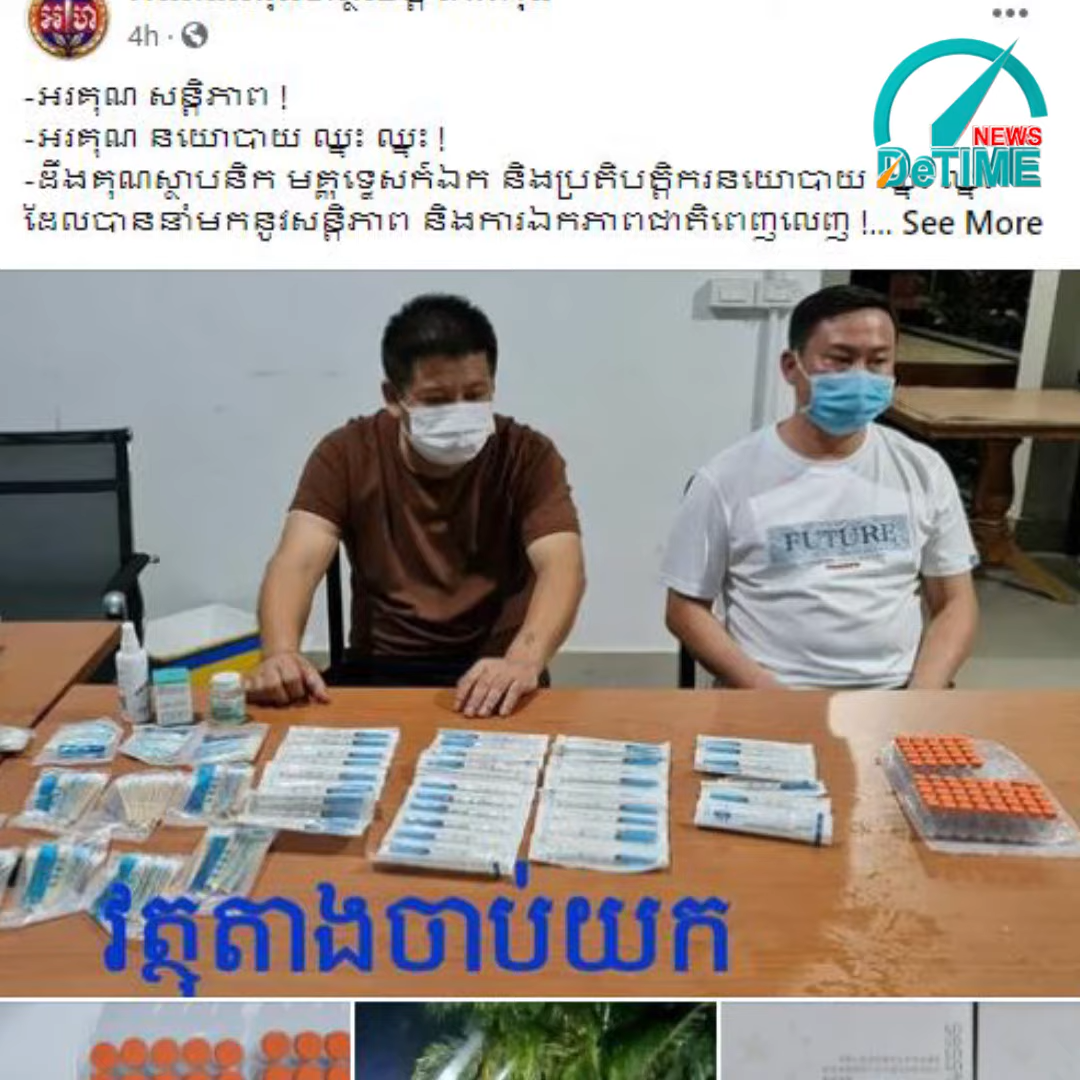 4h ·
-អរគុណ សន្តិភាព !
-អរគុណ នយោបាយ ឈ្នះ ឈ្នះ !
-ដឹងគុណស្ថាបនិក មគ្គុទ្ទេសក៍ឯក និងប្រតិបត្តិករនយោបាយ
ដែលបាននាំមកនូវសន្តិភាព និងការឯកភាពជាតិពេញលេញ !... See More
NEWS
DeTIME
FUTURE
វត្ថុតាងចាប់យក